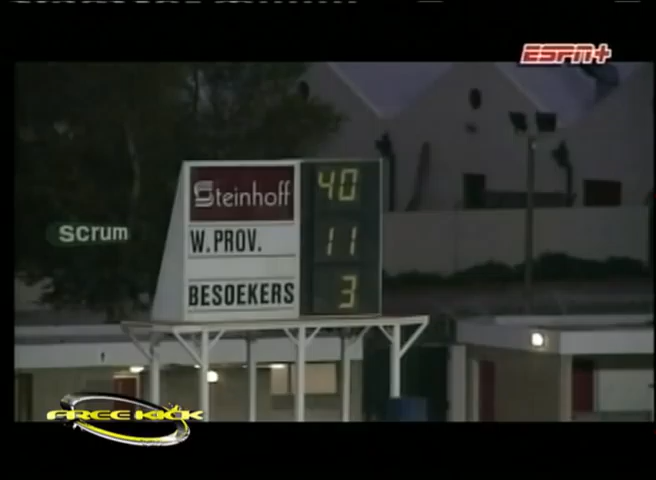 ESPN+
Steinhoff 40
scrum
W.PROV. 11
BESOEKERS 3
FREE KICK